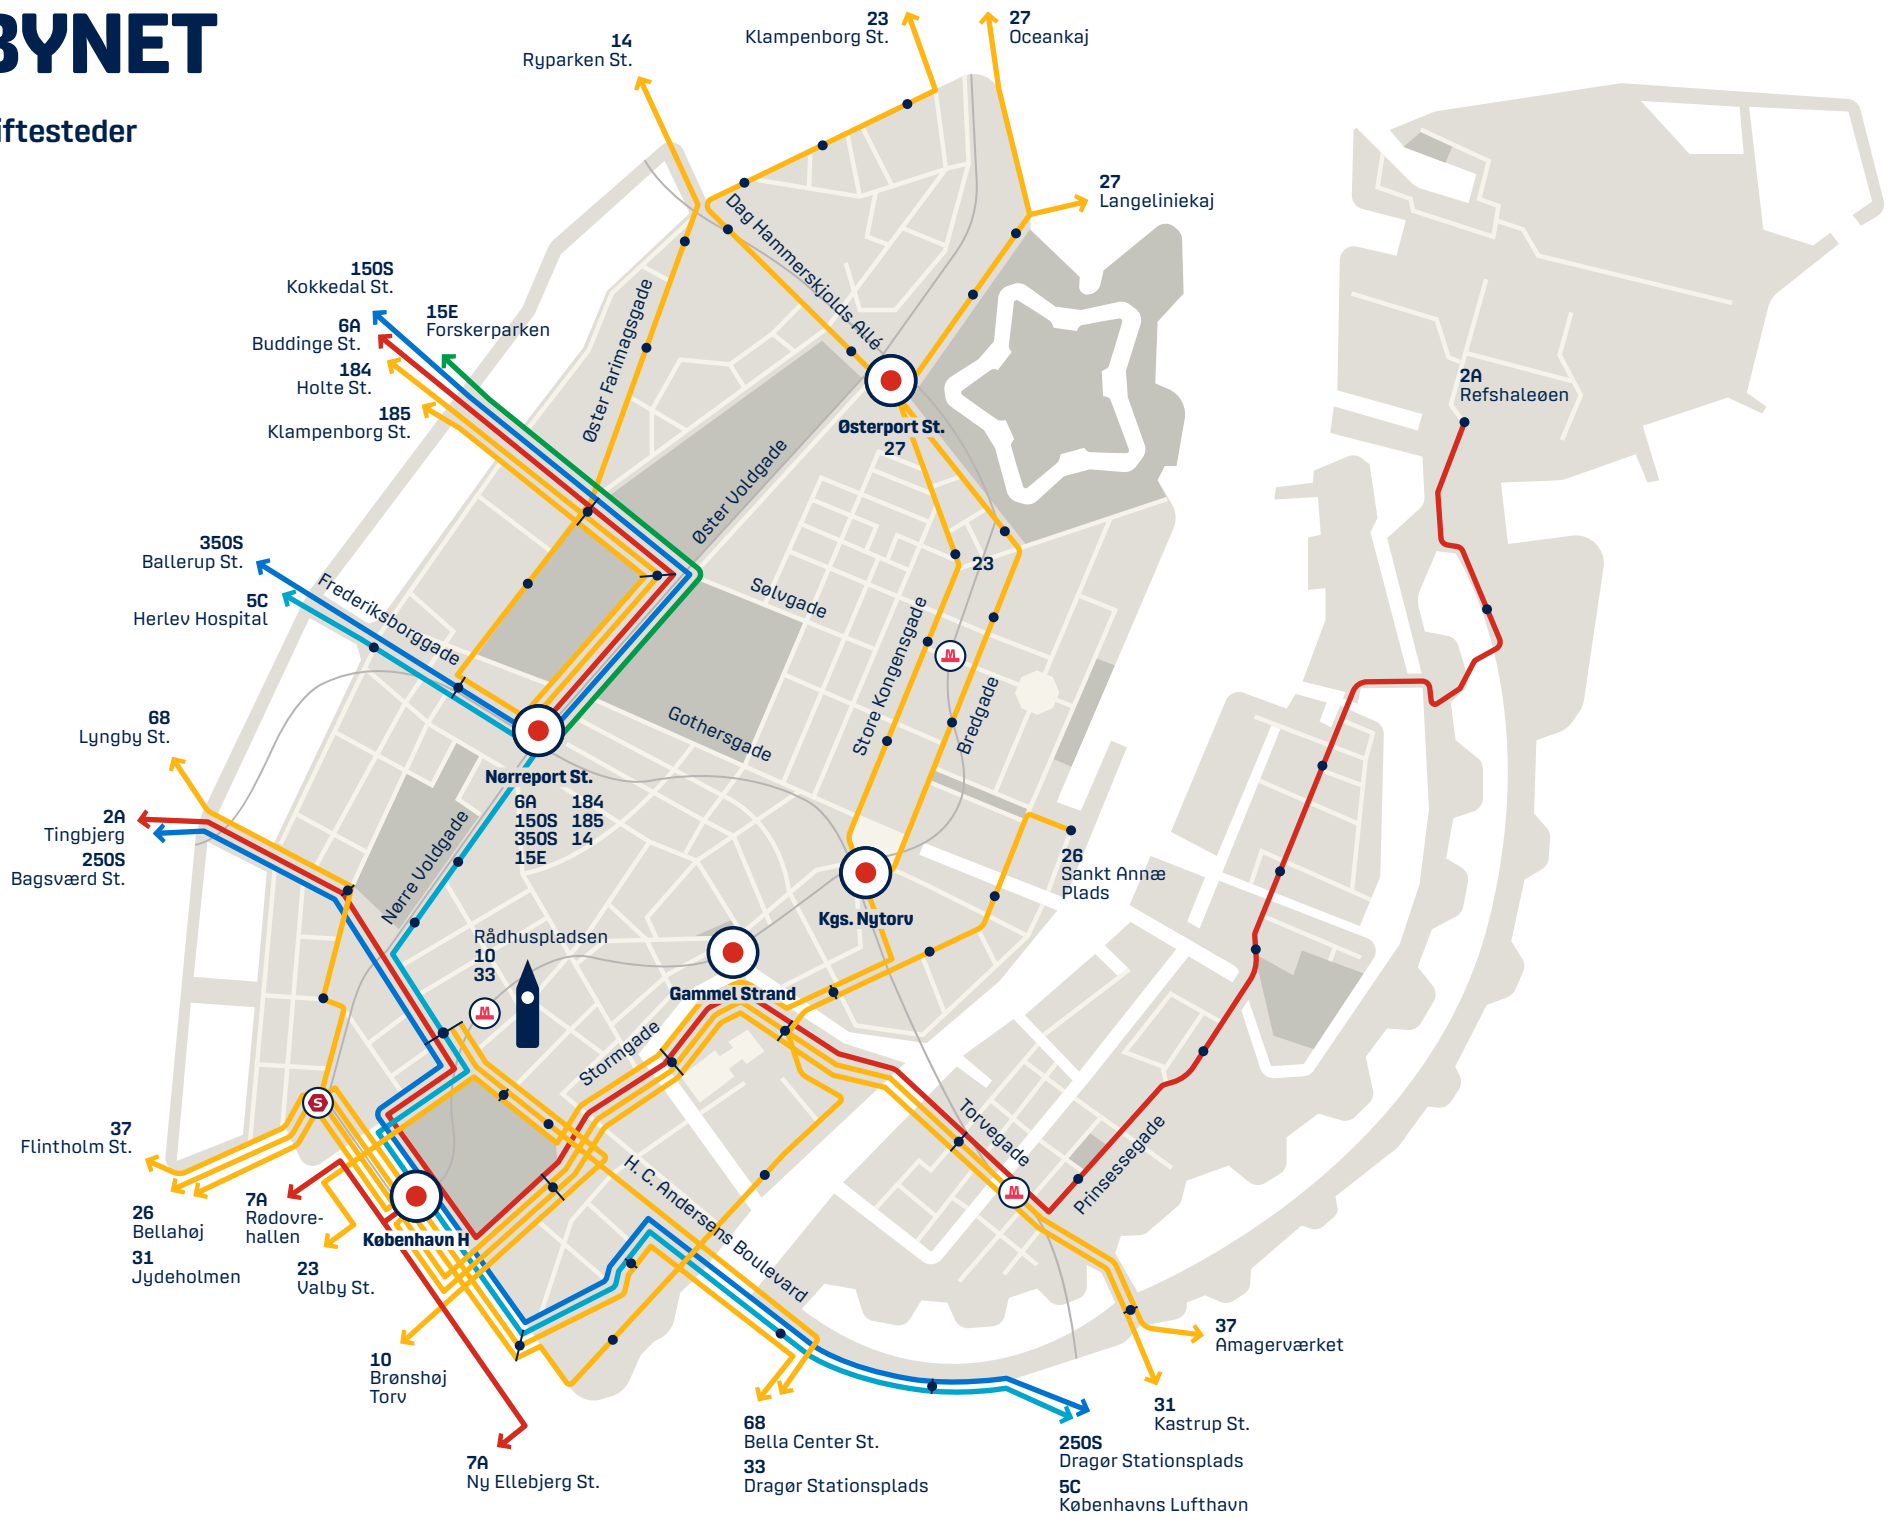 BYNET
iftesteder
14
Ryparken St.
23
Klampenborg St.
27
Oceankaj
27
Langeliniekaj
150S
Kokkedal St.
6A
Buddinge St.
184
Holte St.
185
Klampenborg St.
15E
Forskerparken
Dag Hammerskjolds Allé
Øster Farimagsgade
Østerport St.
27
2A
Refshaleøen
Øster Voldgade
350S
Ballerup St.
5C
Herlev Hospital
Frederiksborggade
23
Sølvgade
Store Kongensgade
Bredgade
Gothersgade
68
Lyngby St.
2A
Tingbjerg
250S
Bagsværd St.
Nørreport St.
6A 184
150S 185
350S 14
15E
Nørre Voldgade
26
Sankt Annæ
Plads
Kgs. Nytorv
Rådhuspladsen
10
33
M
M
Gammel Strand
Stormgade
S
Torvegade
M
Prinsessegade
H. C. Andersens Boulevard
37
Flintholm St.
26
Bellahøj
31
Jydeholmen
7A
Rødovre-
hallen
23
Valby St.
København H
10
Brønshøj
Torv
7A
Ny Ellebjerg St.
68
Bella Center St.
33
Dragør Stationsplads
37
Amagerværket
31
Kastrup St.
250S
Dragør Stationsplads
5C
Københavns Lufthavn